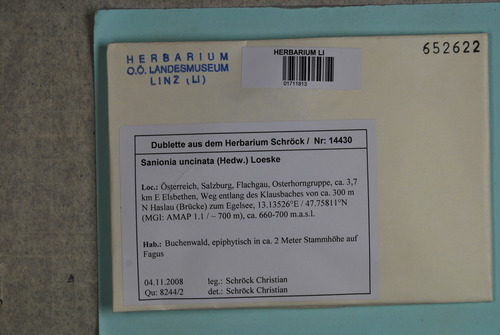 HERBARIUM
O.Ö. LANDESMUSEUM
LINZ (LI)
HERBARIUM LI
01711813
652622
Dublette aus dem Herbarium Schröck / Nr: 14430
Sanionia uncinata (Hedw.) Loeske
Loc.: Österreich, Salzburg, Flachgau, Osterhorngruppe, ca. 3,7
km E Elsbethen, Weg entlang des Klausbaches von ca. 300 m
N Haslau (Brücke) zum Egelsee, 13.13526°E / 47.75811°N
(MGI: AMAP 1.1 / ~ 700 m), ca. 660-700 m.a.s.l.
Hab.: Buchenwald, epiphytisch in ca. 2 Meter Stammhöhe auf
Fagus
04.11.2008 leg.: Schröck Christian
Qu: 8244/2 det.: Schröck Christian